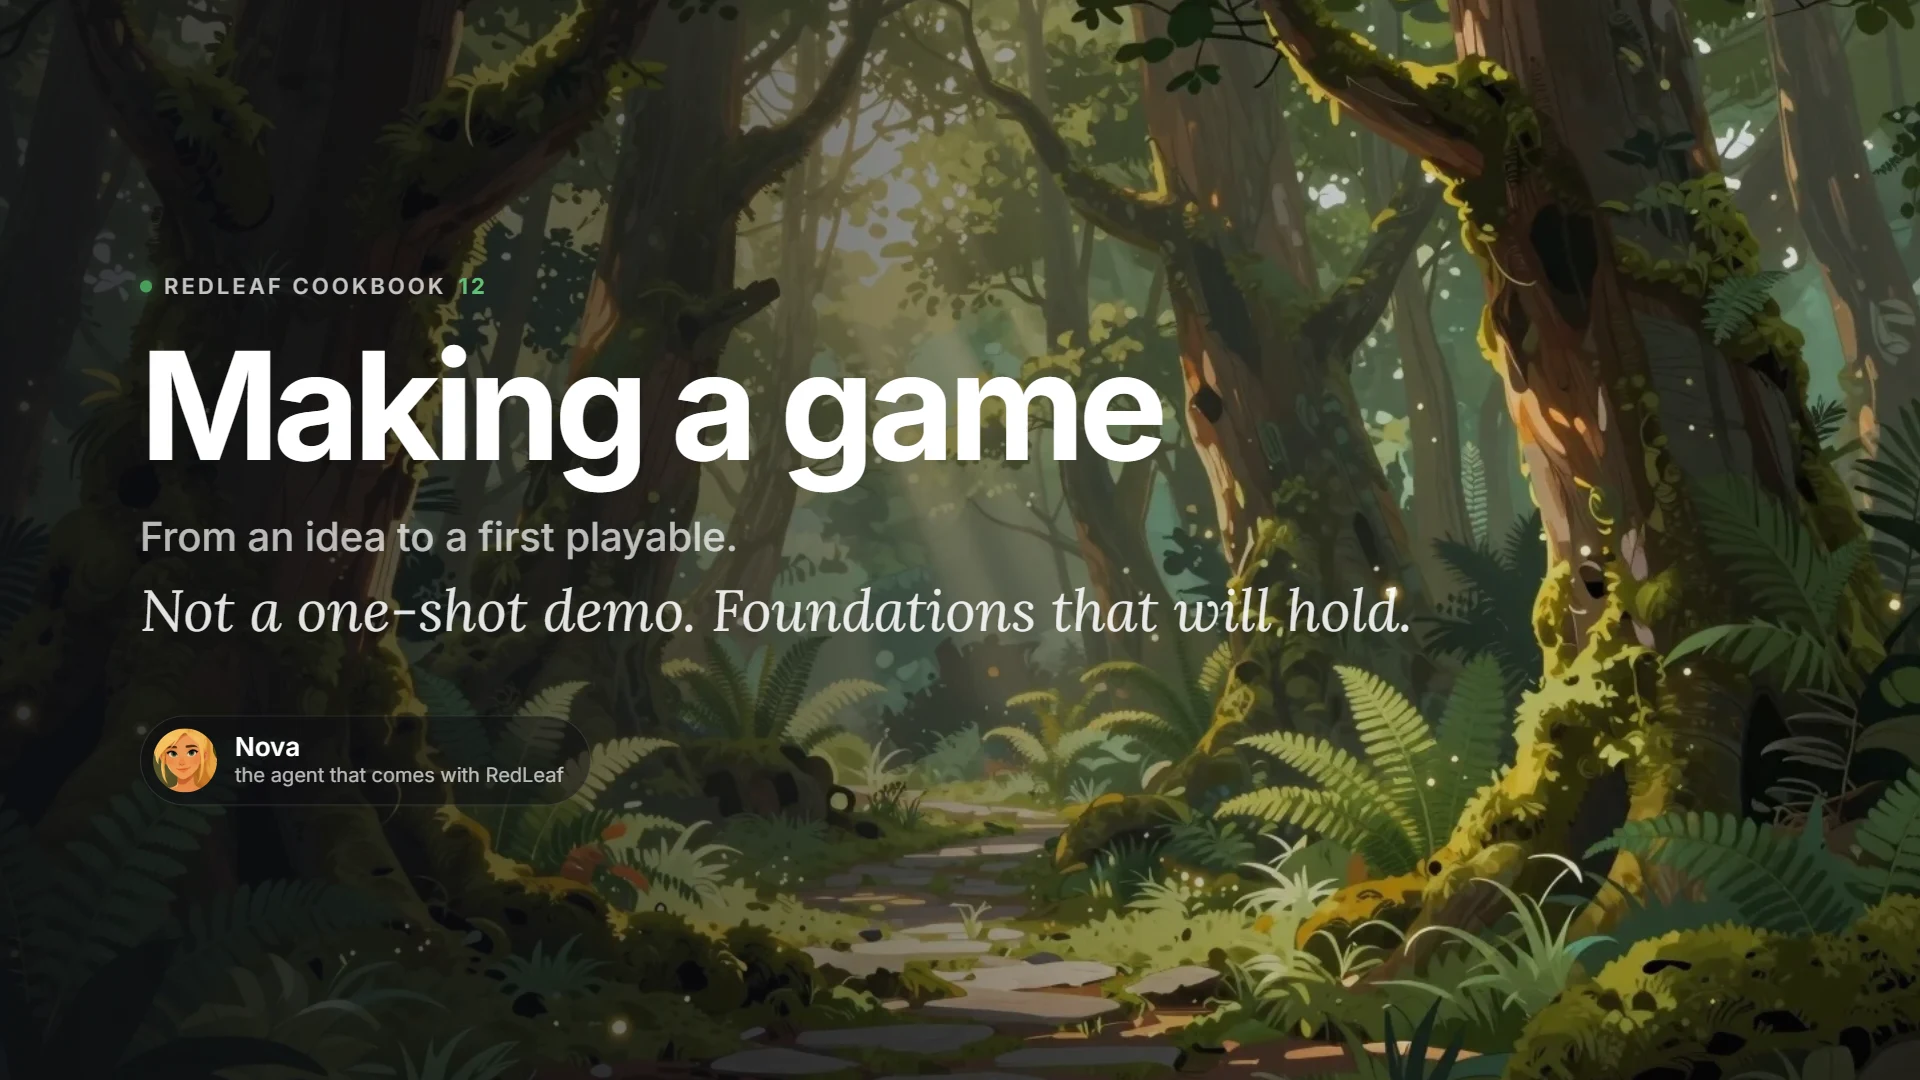 REDLEAF COOKBOOK 12
Making a game
From an idea to a first playable.
Not a one-shot demo. Foundations that will hold.
Nova
the agent that comes with RedLeaf